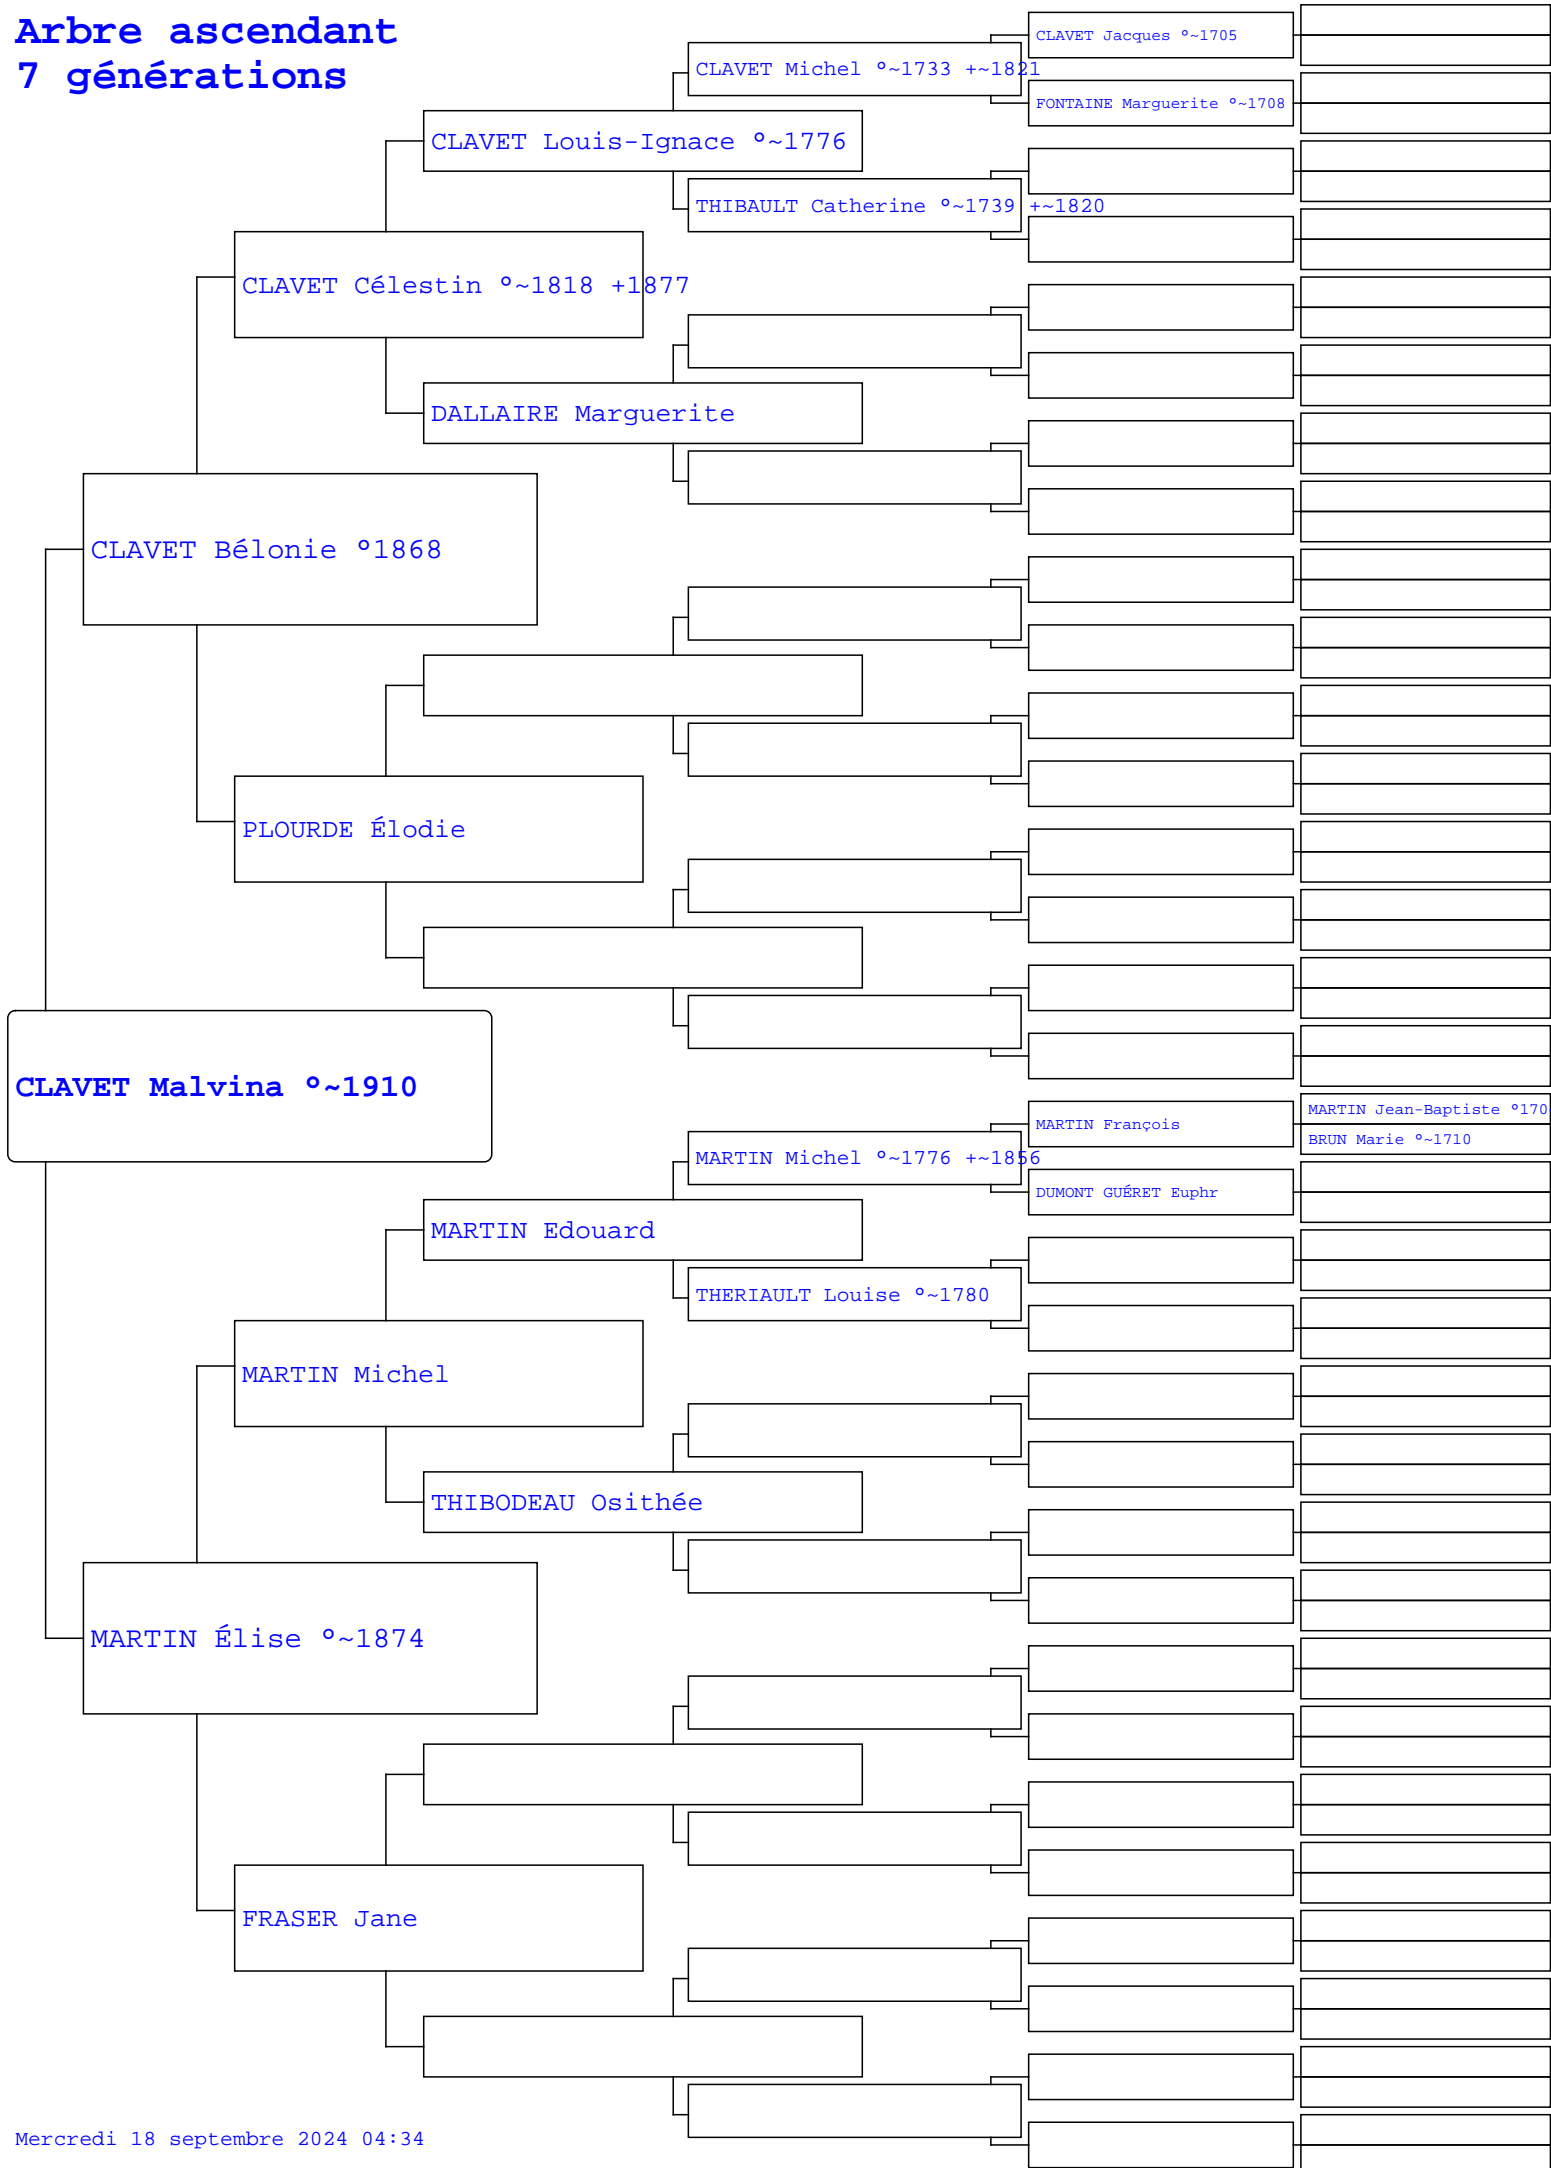 Arbre ascendant
7 générations
CLAVET Jacques °~1705
CLAVET Michel °~1733 +~1821
FONTAINE Marguerite °~1708
CLAVET Louis-Ignace °~1776
THIBAULT Catherine °~1739 +~1820
CLAVET Célestin °~1818 +1877
DALLAIRE Marguerite
CLAVET Bélonie °1868
PLOURDE Élodie
CLAVET Malvina °~1910
MARTIN Jean-Baptiste °170
MARTIN François
BRUN Marie °~1710
MARTIN Michel °~1776 +~1856
DUMONT GUÉRET Euphr
MARTIN Edouard
THERIAULT Louise °~1780
MARTIN Michel
THIBODEAU Osithée
MARTIN Élise °~1874
FRASER Jane
Mercredi 18 septembre 2024 04:34